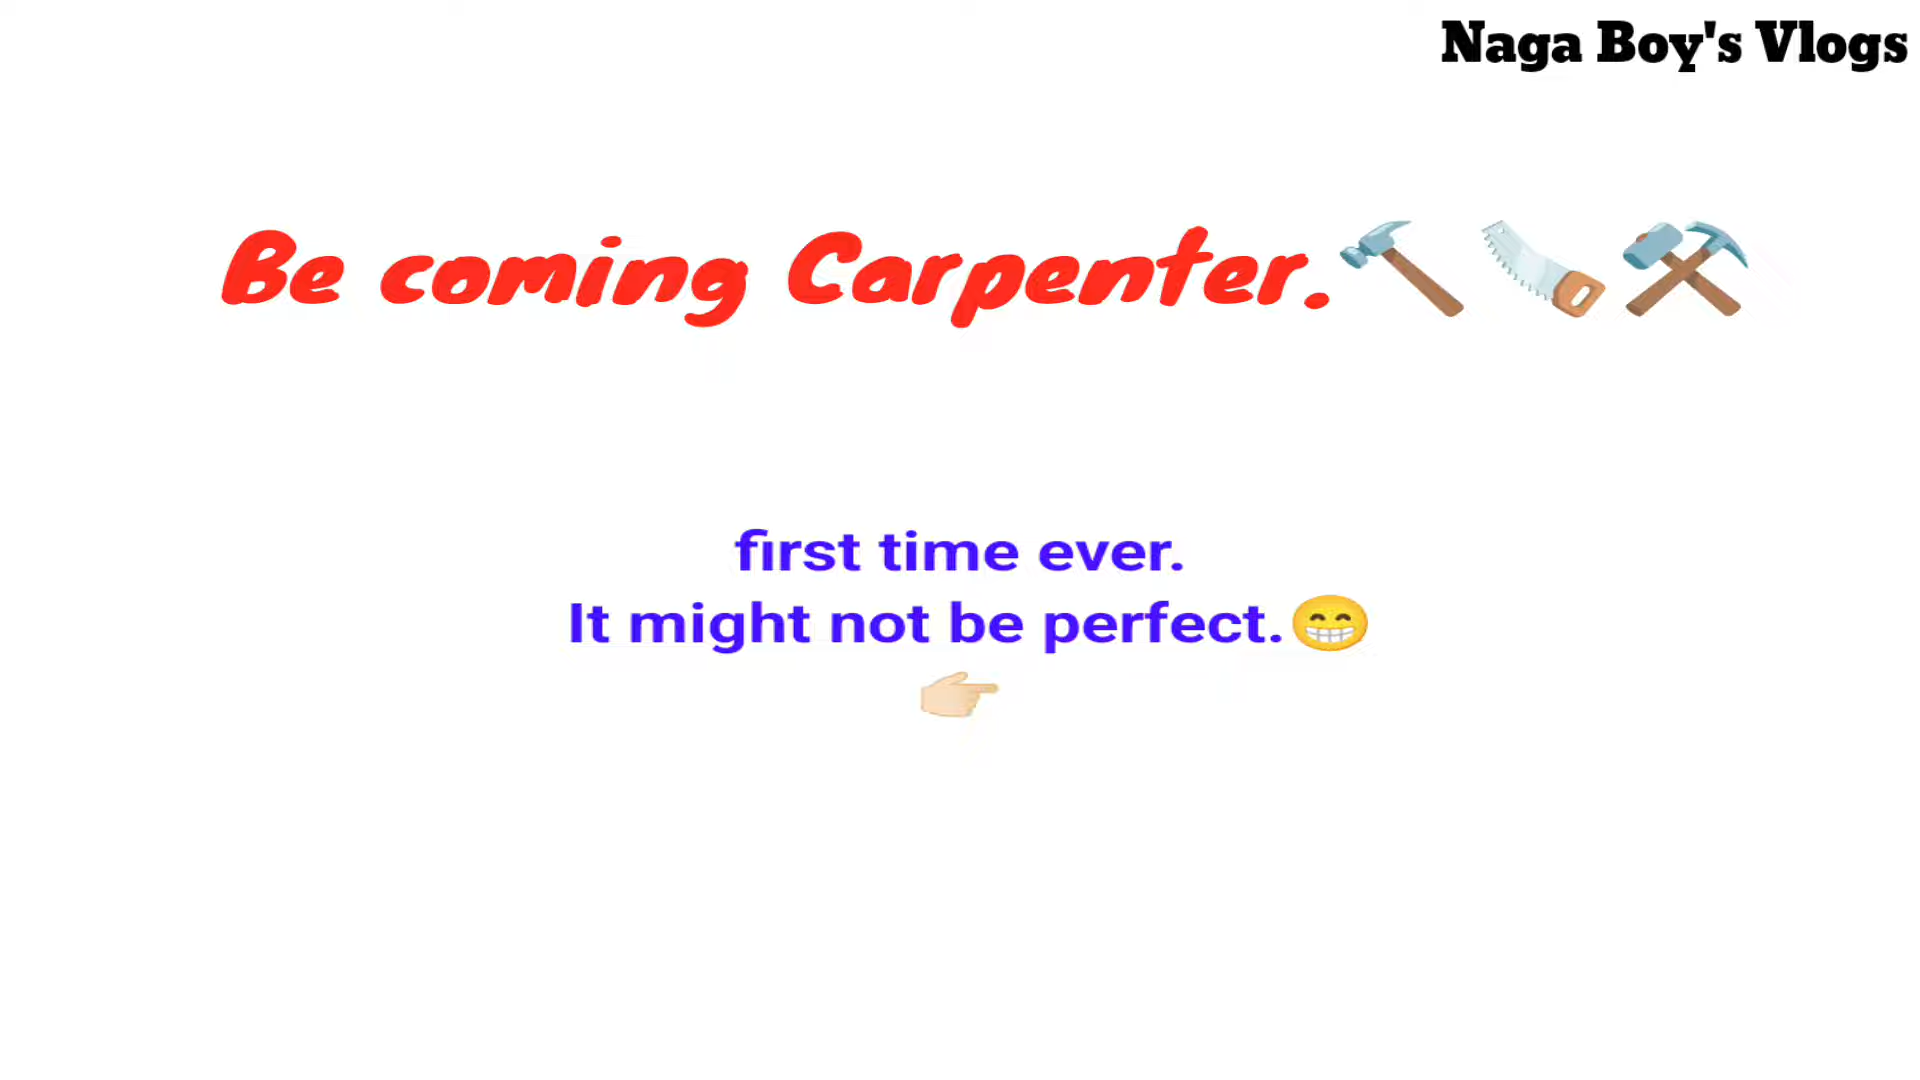 Naga Boy's Vlogs
Be coming Carpenter.🔨🪚⚒️
first time ever.
It might not be perfect.😁
👉🏻